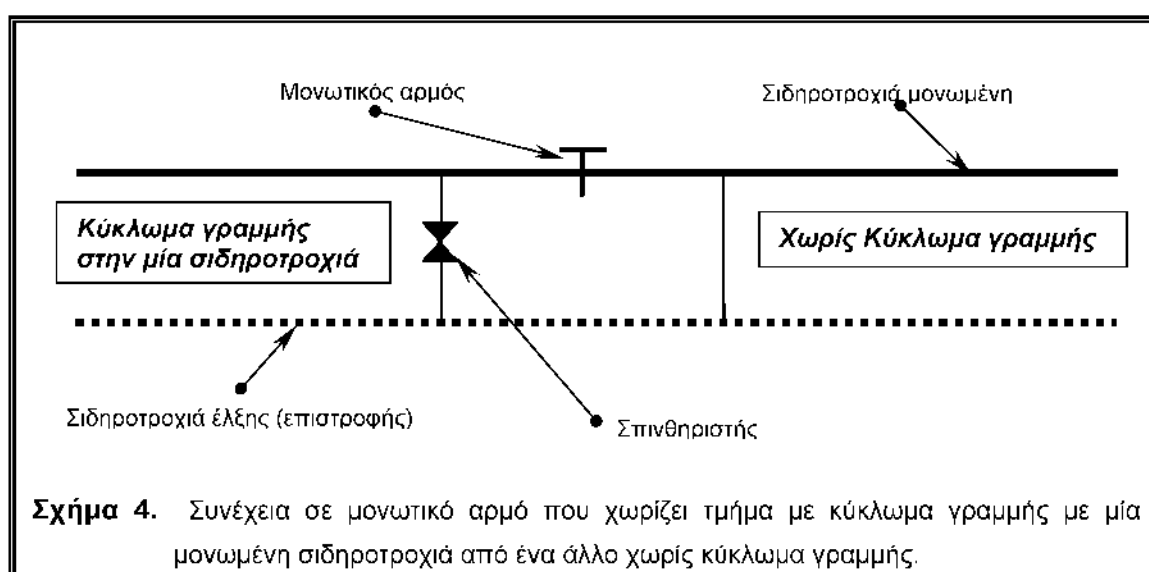 Μονωτικός αρμός
Σιδηροτροχιά μονωμένη
Κύκλωμα γραμμής
στην μία σιδηροτροχιά
Χωρίς Κύκλωμα γραμμής
Σιδηροτροχιά έλξης (επιστροφής)
Σπινθηριστής
Σχήμα 4. Συνέχεια σε μονωτικό αρμό που χωρίζει τμήμα με κύκλωμα γραμμής με μία
μονωμένη σιδηροτροχιά από ένα άλλο χωρίς κύκλωμα γραμμής.